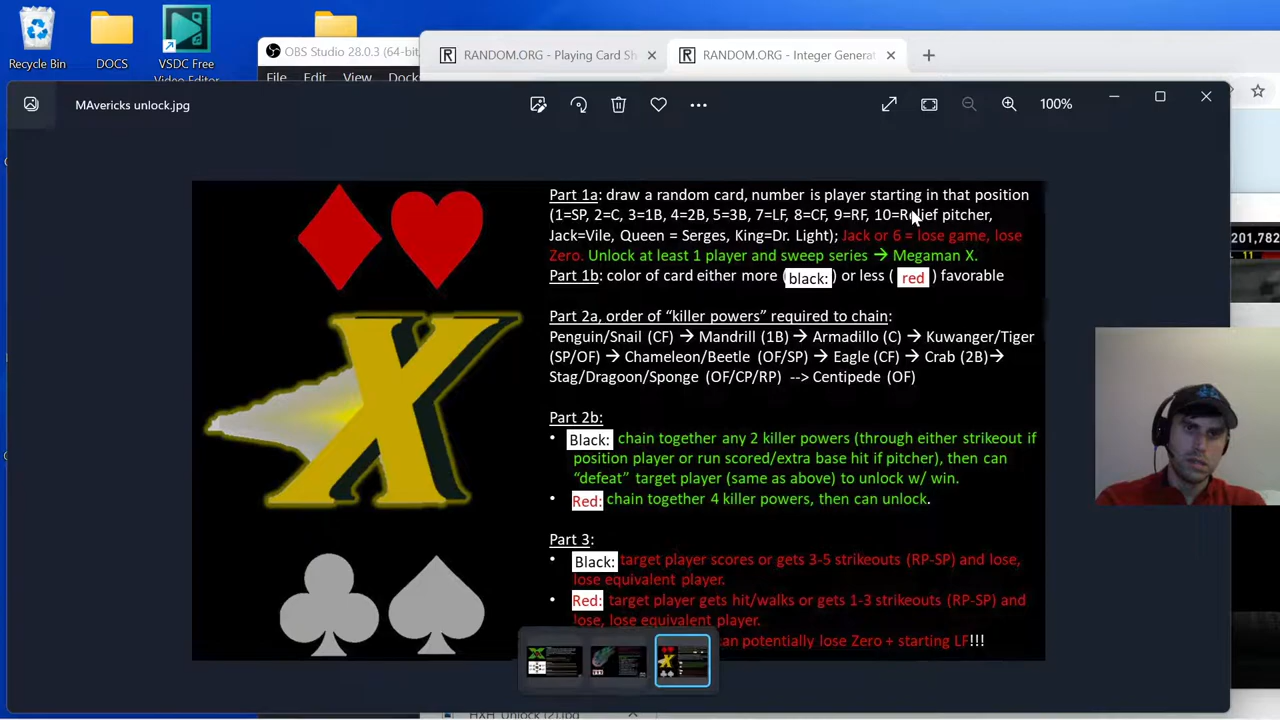 Recycle Bin
DOCS
VSDC Free
Video Editor
OBS Studio 28.0.3 (64-bit
File Edit View Dock
RANDOM.ORG - Playing Card Sh
RANDOM.ORG - Integer Generat
MAvericks unlock.jpg
100%
Part 1a: draw a random card, number is player starting in that position
(1=SP, 2=C, 3=1B, 4=2B, 5=3B, 7=LF, 8=CF, 9=RF, 10=Relief pitcher,
Jack=Vile, Queen = Serges, King=Dr. Light); Jack or 6 = lose game, lose
Zero. Unlock at least 1 player and sweep series → Megaman X.
Part 1b: color of card either more (black:) or less ( red ) favorable
Part 2a, order of “killer powers” required to chain:
Penguin/Snail (CF) → Mandrill (1B) → Armadillo (C) → Kuwanger/Tiger
(SP/OF) → Chameleon/Beetle (OF/SP) → Eagle (CF) → Crab (2B)→
Stag/Dragoon/Sponge (OF/CP/RP) --> Centipede (OF)
X
Part 2b:
• Black: chain together any 2 killer powers (through either strikeout if
position player or run scored/extra base hit if pitcher), then can
“defeat” target player (same as above) to unlock w/ win.
• Red: chain together 4 killer powers, then can unlock.
Part 3:
• Black: target player scores or gets 3-5 strikeouts (RP-SP) and lose,
lose equivalent player.
• Red: target player gets hit/walks or gets 1-3 strikeouts (RP-SP) and
lose, lose equivalent player.
an potentially lose Zero + starting LF!!!
201,782
HXH Unlock (2).jpg